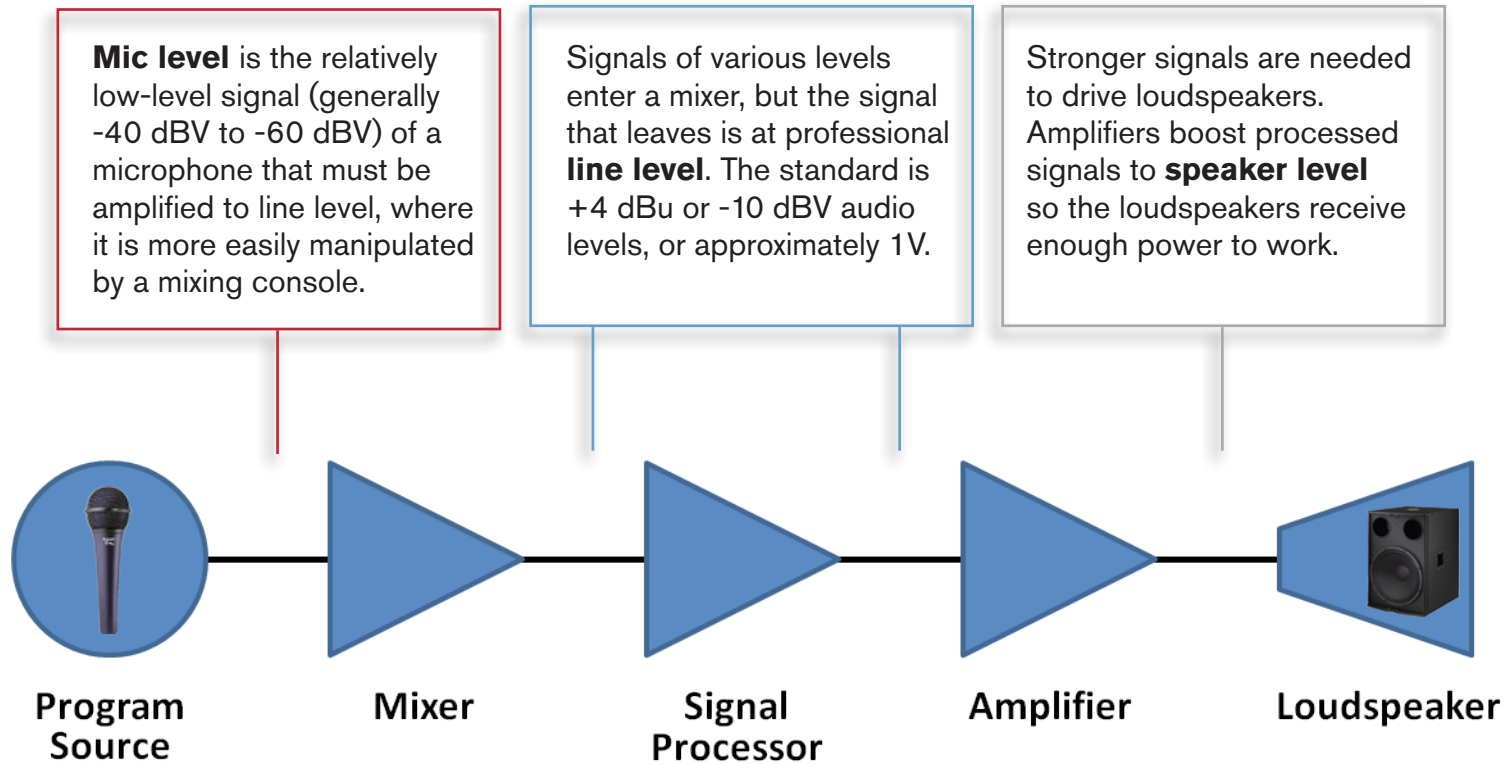 Mic level is the relatively
low-level signal (generally
-40 dBV to -60 dBV) of a
microphone that must be
amplified to line level, where
it is more easily manipulated
by a mixing console.
Signals of various levels
enter a mixer, but the signal
that leaves is at professional
line level. The standard is
+4 dBu or -10 dBV audio
levels, or approximately 1V.
Stronger signals are needed
to drive loudspeakers.
Amplifiers boost processed
signals to speaker level
so the loudspeakers receive
enough power to work.
Program
Source
Mixer
Signal
Processor
Amplifier
Loudspeaker